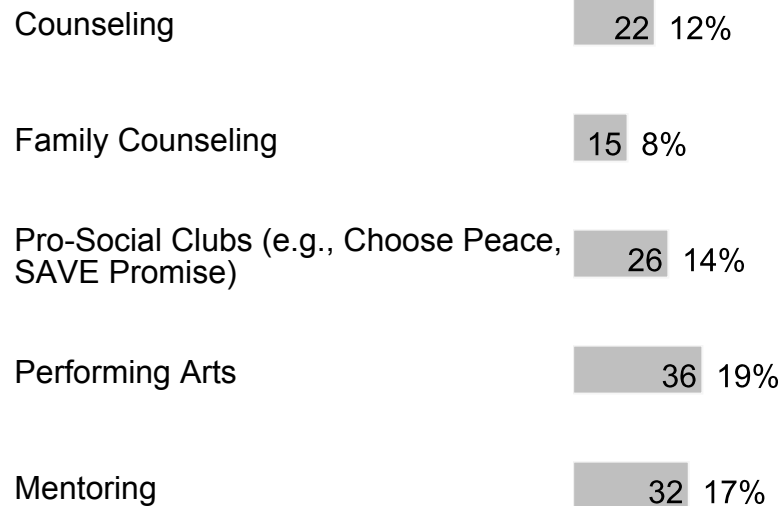 Counseling 22 12%
Family Counseling 15 8%
Pro-Social Clubs (e.g., Choose Peace,
SAVE Promise) 26 14%
Performing Arts 36 19%
Mentoring 32 17%